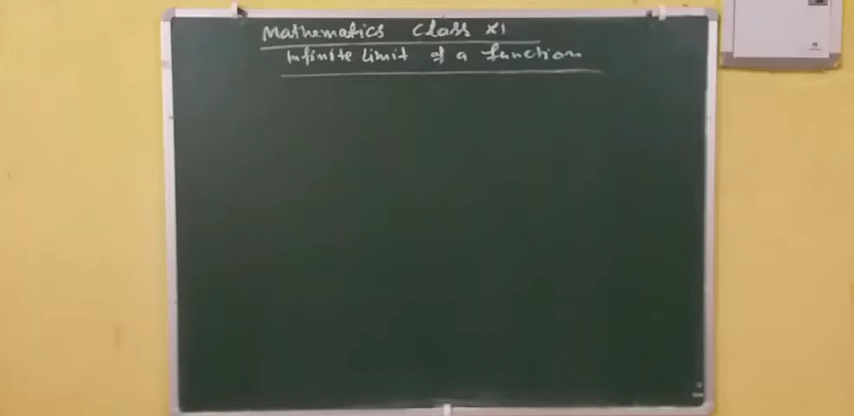 Mathematics Class XI
Infinite Limit of a function